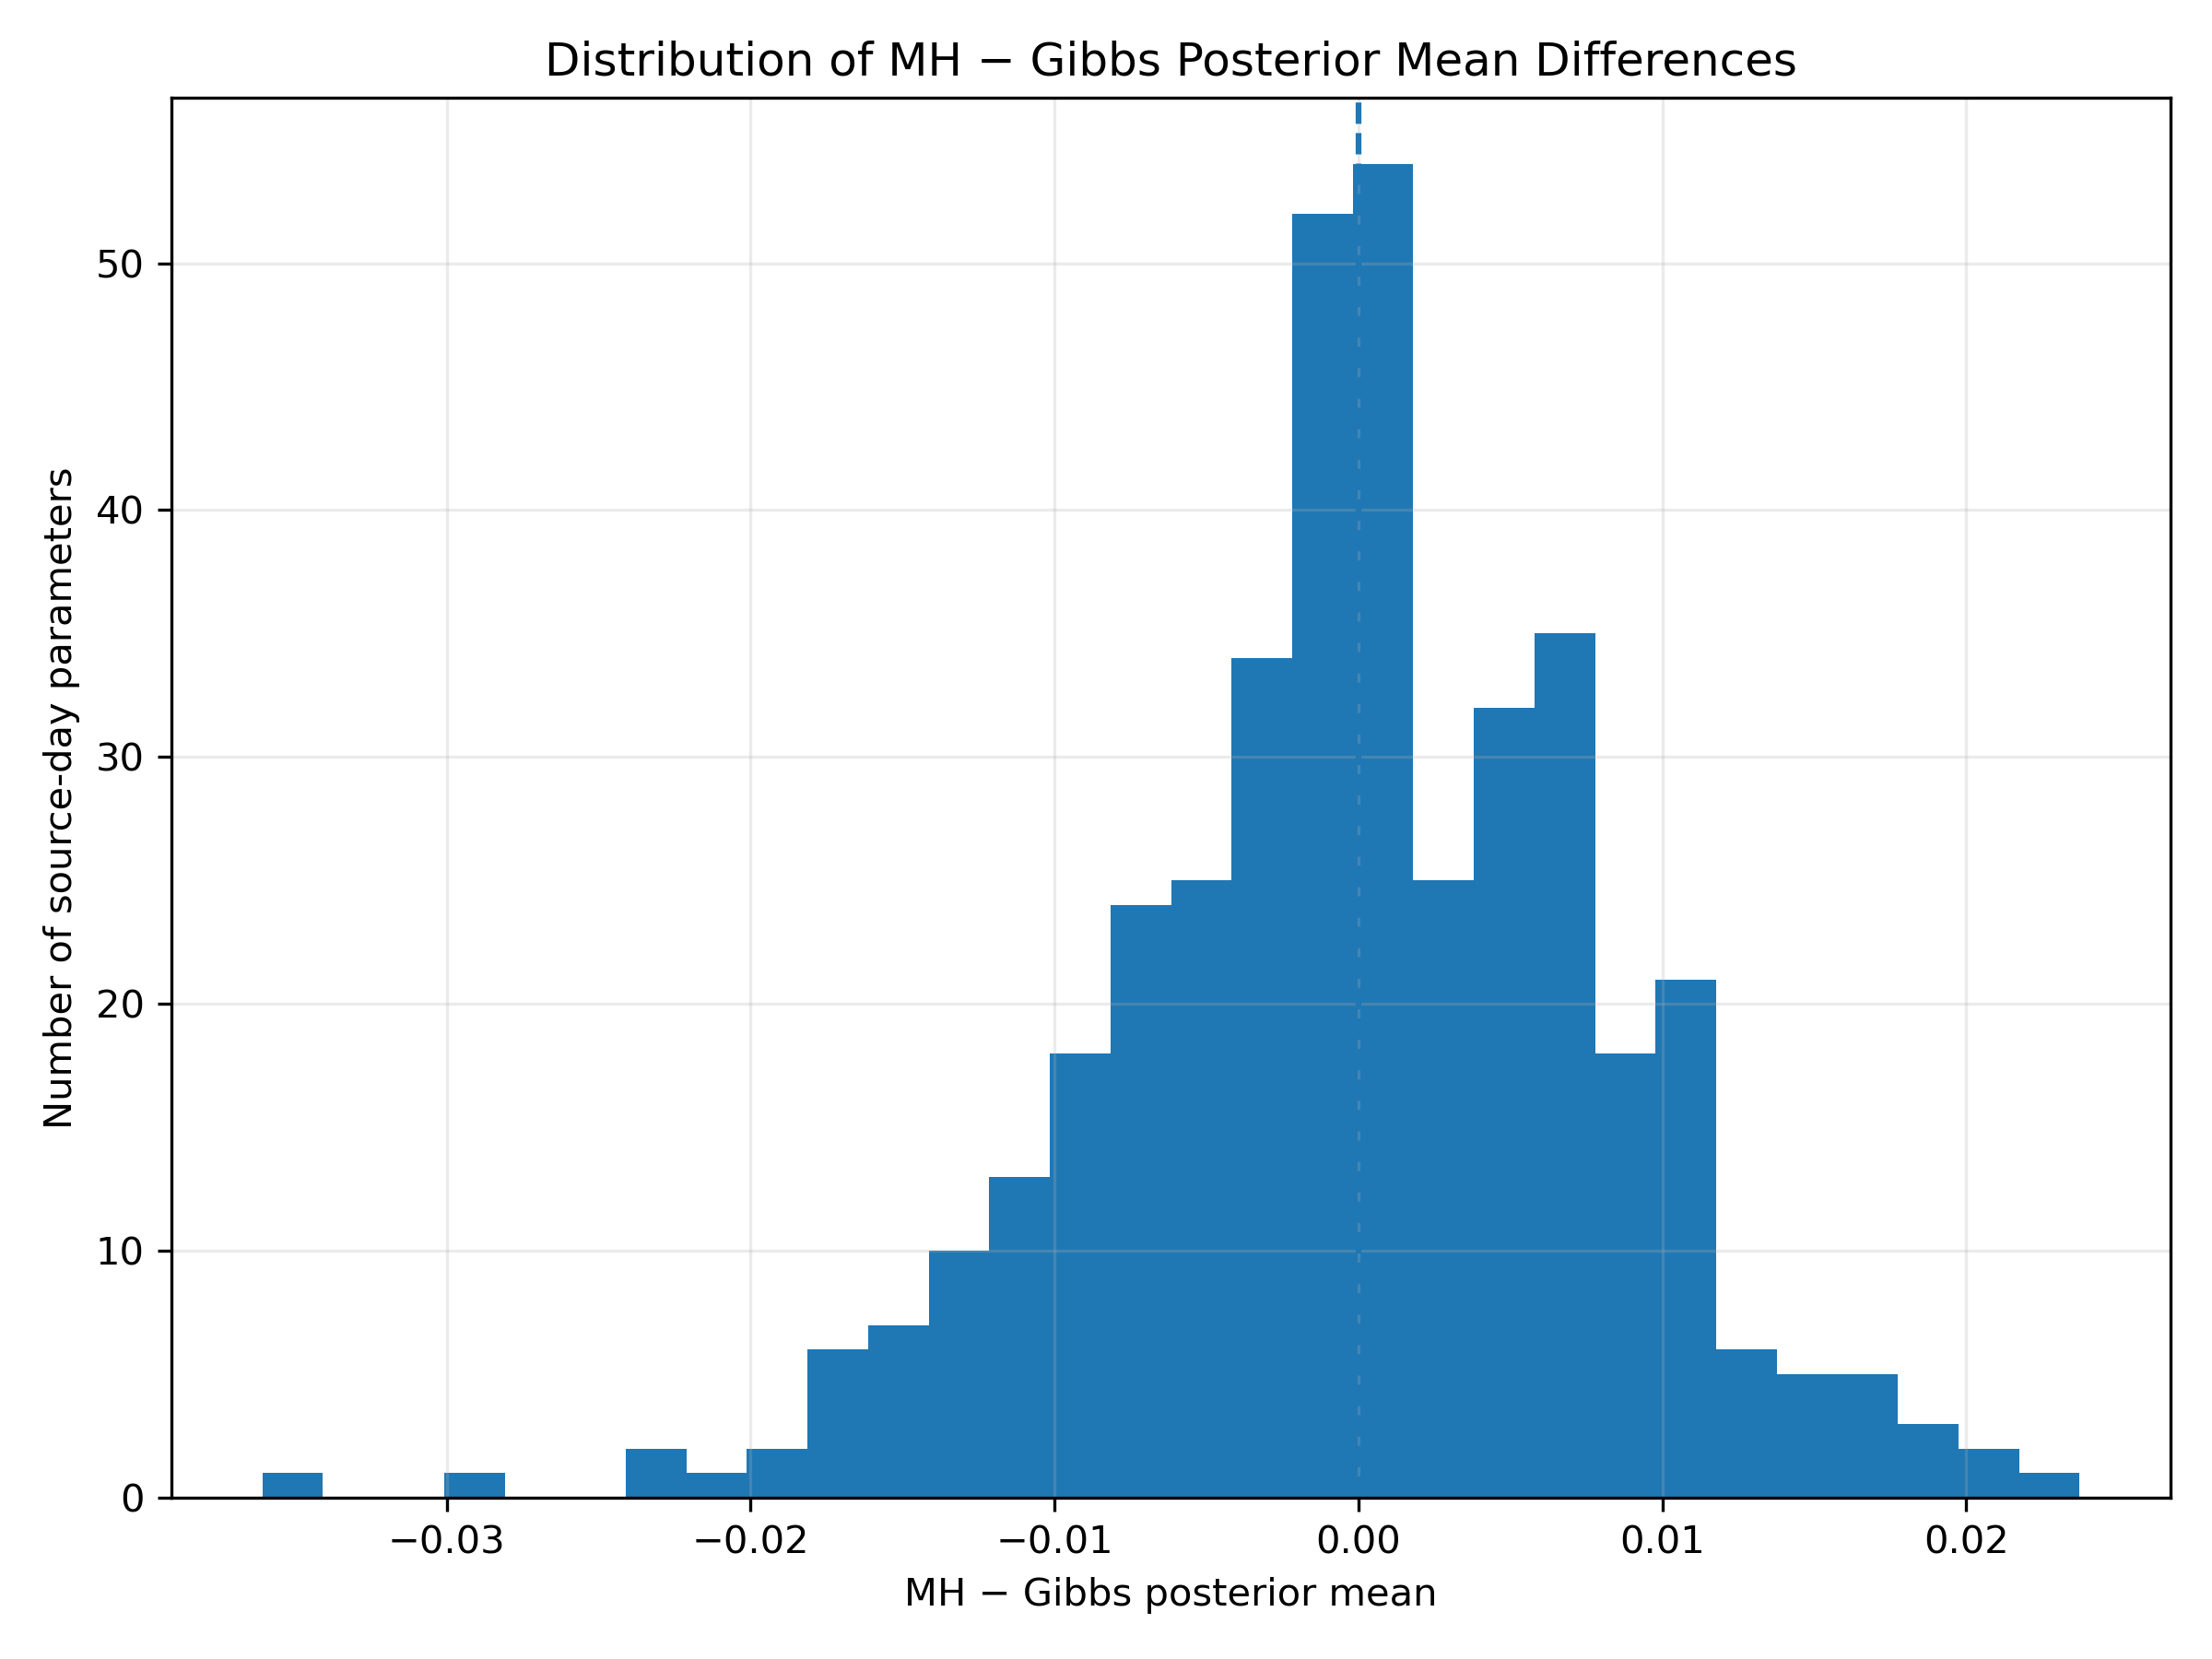 Distribution of MH − Gibbs Posterior Mean Differences
Number of source-day parameters
50
40
30
20
10
0
−0.03 −0.02 −0.01 0.00 0.01 0.02
MH − Gibbs posterior mean